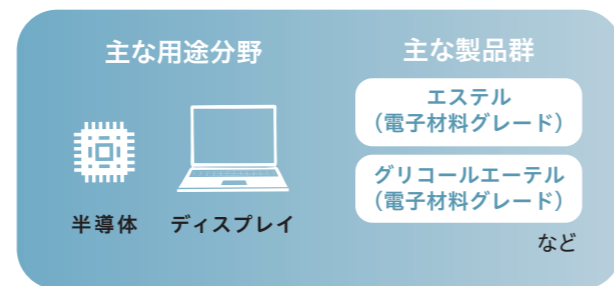 主な用途分野
半導体
ディスプレイ
主な製品群
エステル
（電子材料グレード）
グリコールエーテル
（電子材料グレード）
など